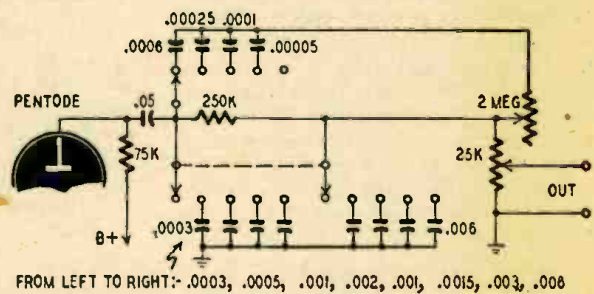 .00025 .0001
.0006 .00005
PENTODE .05 250K 2 MEG
75K 25K
OUT
B+ .0003 .006
FROM LEFT TO RIGHT:- .0003, .0005, .001, .002, .001, .0015, .003, .008